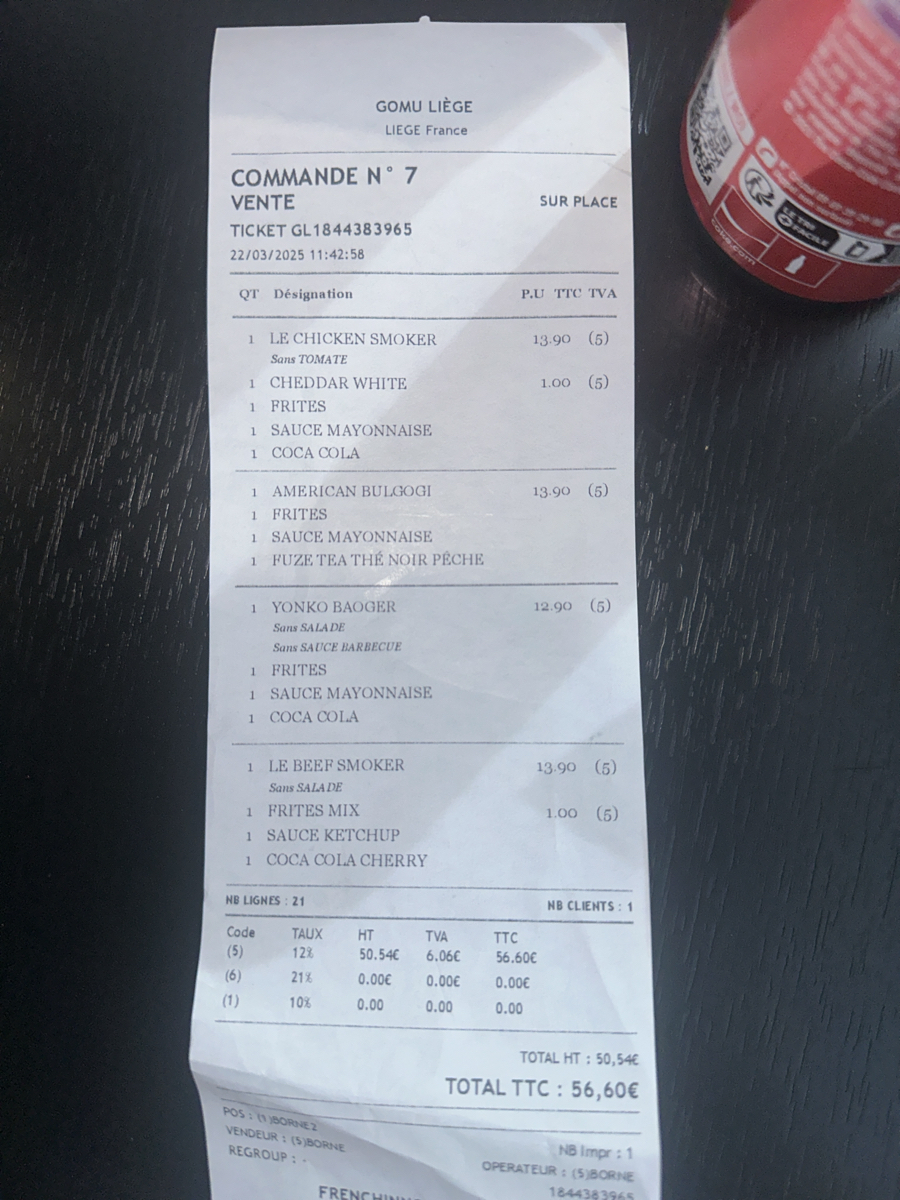 GOMU LIÈGE
LIEGE France
COMMANDE N° 7
VENTE SUR PLACE
TICKET GL1844383965
22/03/2025 11:42:58
QT Désignation P.U TTC TVA
1 LE CHICKEN SMOKER 13.90 (5)
Sans TOMATE
1 CHEDDAR WHITE 1.00 (5)
1 FRITES
1 SAUCE MAYONNAISE
1 COCA COLA
1 AMERICAN BULGOGI 13.90 (5)
1 FRITES
1 SAUCE MAYONNAISE
1 FUZE TEA THÉ NOIR PÊCHE
1 YONKO BAOGER 12.90 (5)
Sans SALADE
Sans SAUCE BARBECUE
1 FRITES
1 SAUCE MAYONNAISE
1 COCA COLA
1 LE BEEF SMOKER 13.90 (5)
Sans SALADE
1 FRITES MIX 1.00 (5)
1 SAUCE KETCHUP
1 COCA COLA CHERRY
NB LIGNES : 21 NB CLIENTS : 1
Code TAUX HT TVA TTC
(5) 12% 50.54€ 6.06€ 56.60€
(6) 21% 0.00€ 0.00€ 0.00€
(1) 10% 0.00 0.00 0.00
TOTAL HT : 50,54€
TOTAL TTC : 56,60€
POS : (1)BORNE2 NB Impr : 1
VENDEUR : (5)BORNE OPERATEUR : (5)BORNE
REGROUP : - 1844383965